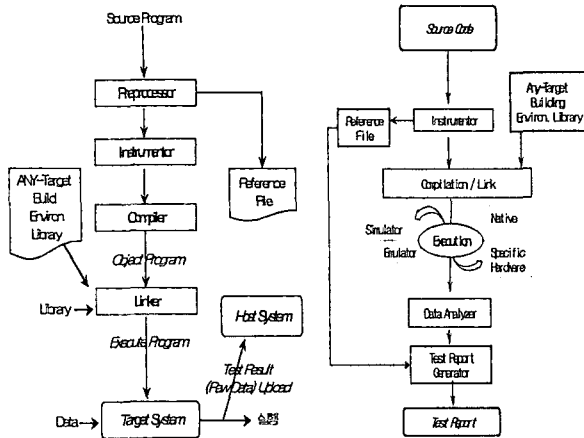 Source Program
Preprocessor
Instrumentor
Reference
File
ANY-Target
Build
Environ
Library
Compiler
Object Program
Library
Linker
Execute Program
Host System
Test Result
(Raw Data) Upload
Data
Target System
Source Code
Reference
File
Instrumentor
Any-Target
Building
Environ. Library
Copilation / Link
Native
Simulator
Emulator
Execution
Specific
Hardware
Data Analyzer
Test Report
Generator
Test Report